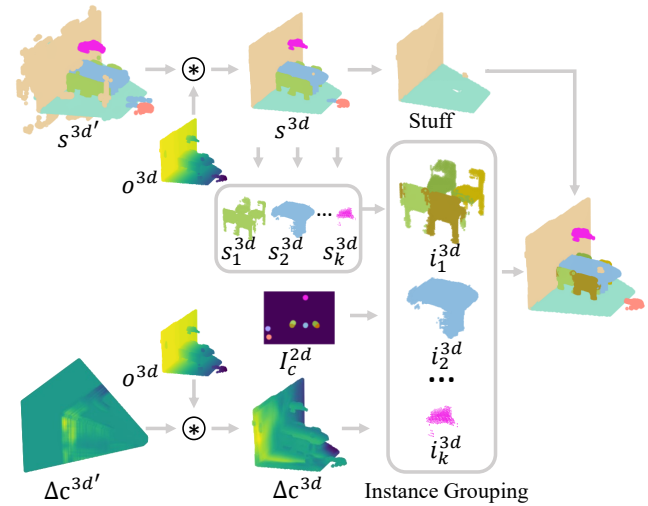 s^{3d'}
o^{3d}
s^{3d}
Stuff
s_1^{3d} s_2^{3d} ... s_k^{3d}
i_1^{3d}
I_c^{2d}
i_2^{3d}
...
o^{3d}
i_k^{3d}
Δc^{3d'}
Δc^{3d}
Instance Grouping